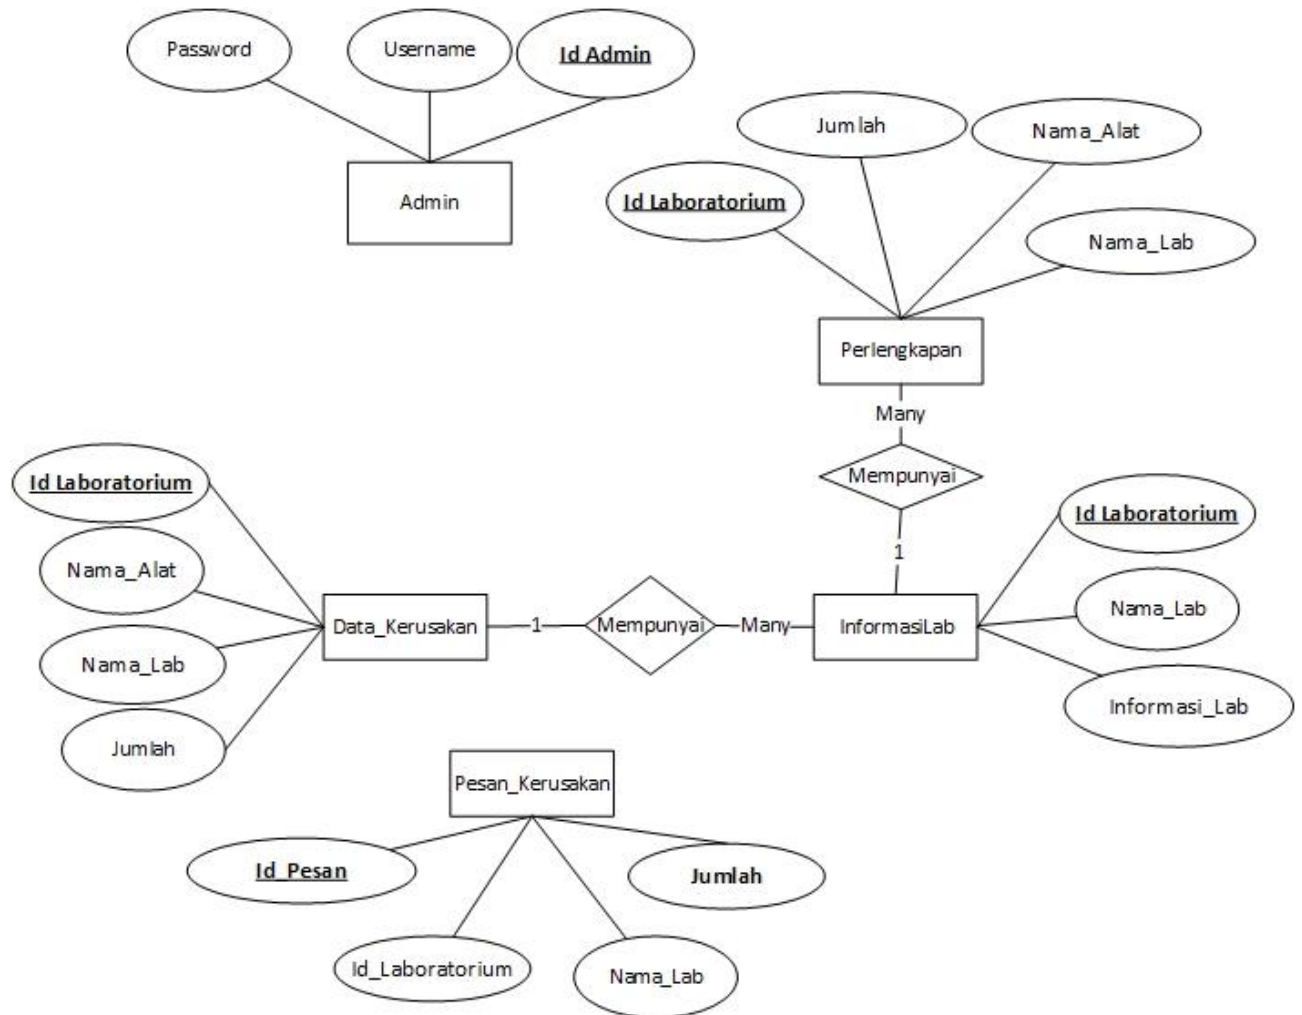 Password
Username
Id Admin
Admin
Jumlah
Nama_Alat
Id Laboratorium
Nama_Lab
Perlengkapan
Many
Mempunyai
1
Id Laboratorium
Nama_Lab
Informasi_Lab
InformasiLab
Many
Mempunyai
1
Data_Kerusakan
Id Laboratorium
Nama_Alat
Nama_Lab
Jumlah
Pesan_Kerusakan
Id_Pesan
Jumlah
Id_Laboratorium
Nama_Lab